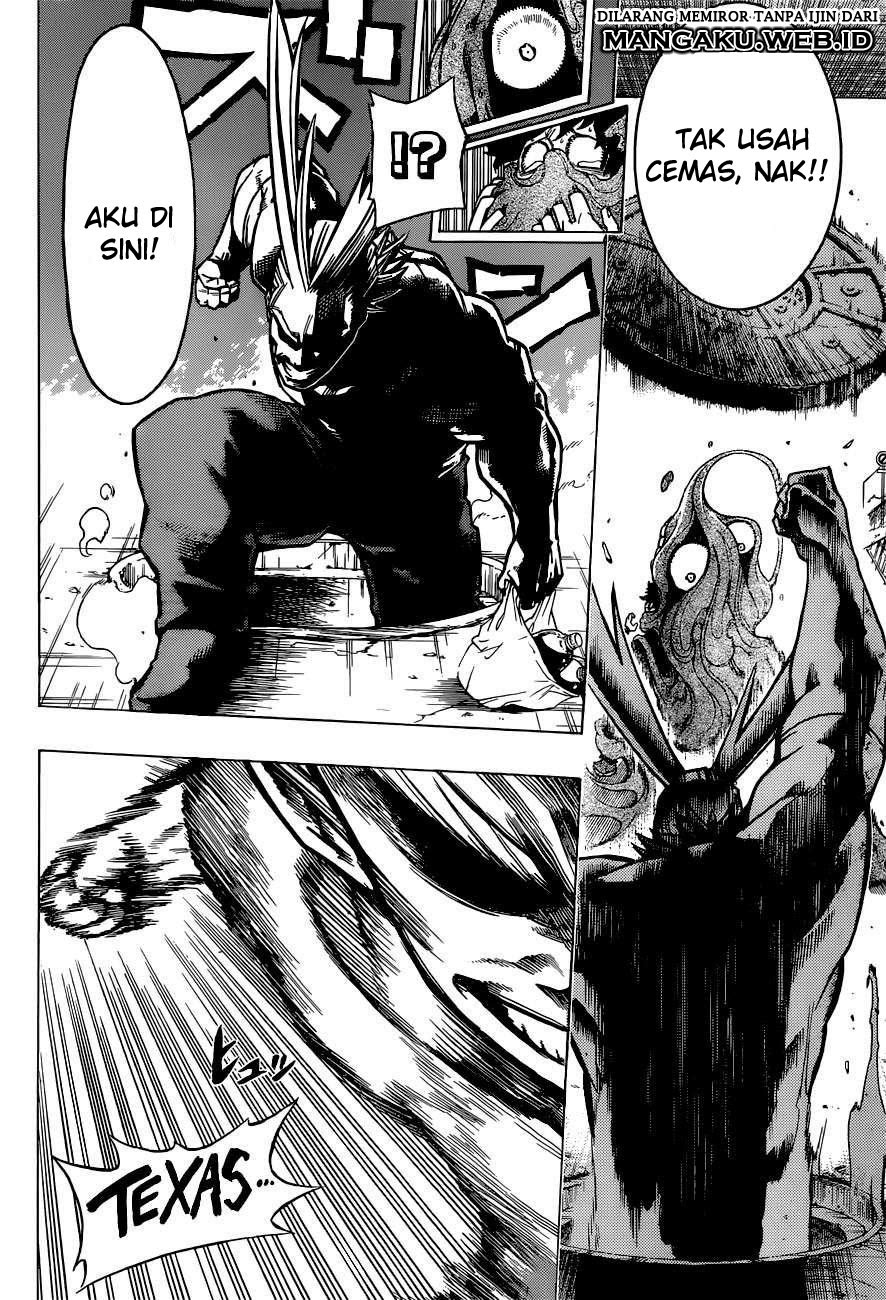 DILARANG MEMIROR TANPA IJIN DARI
MANGAKU.WEB.ID
TAK USAH
CEMAS, NAK!!
!?
AKU DI
SINI!
ヒュッ
TEXAS...